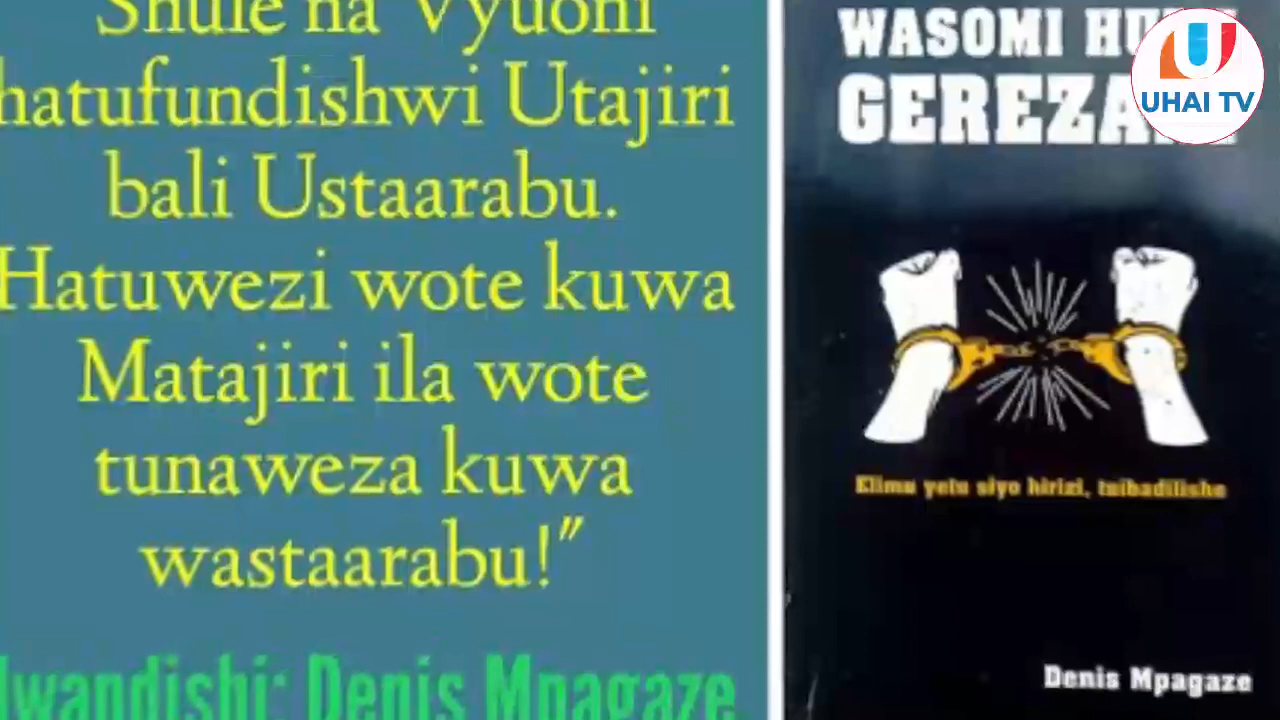 Shule na Vyuoni
hatufundishwi Utajiri
bali Ustaarabu.
Hatuwezi wote kuwa
Matajiri ila wote
tunaweza kuwa
wastaarabu!"
Mwandishi: Denis Mpagaze
WASOMI
UHAI TV
Elimu yetu siyo hirizi, tuibadilishe
Denis Mpagaze